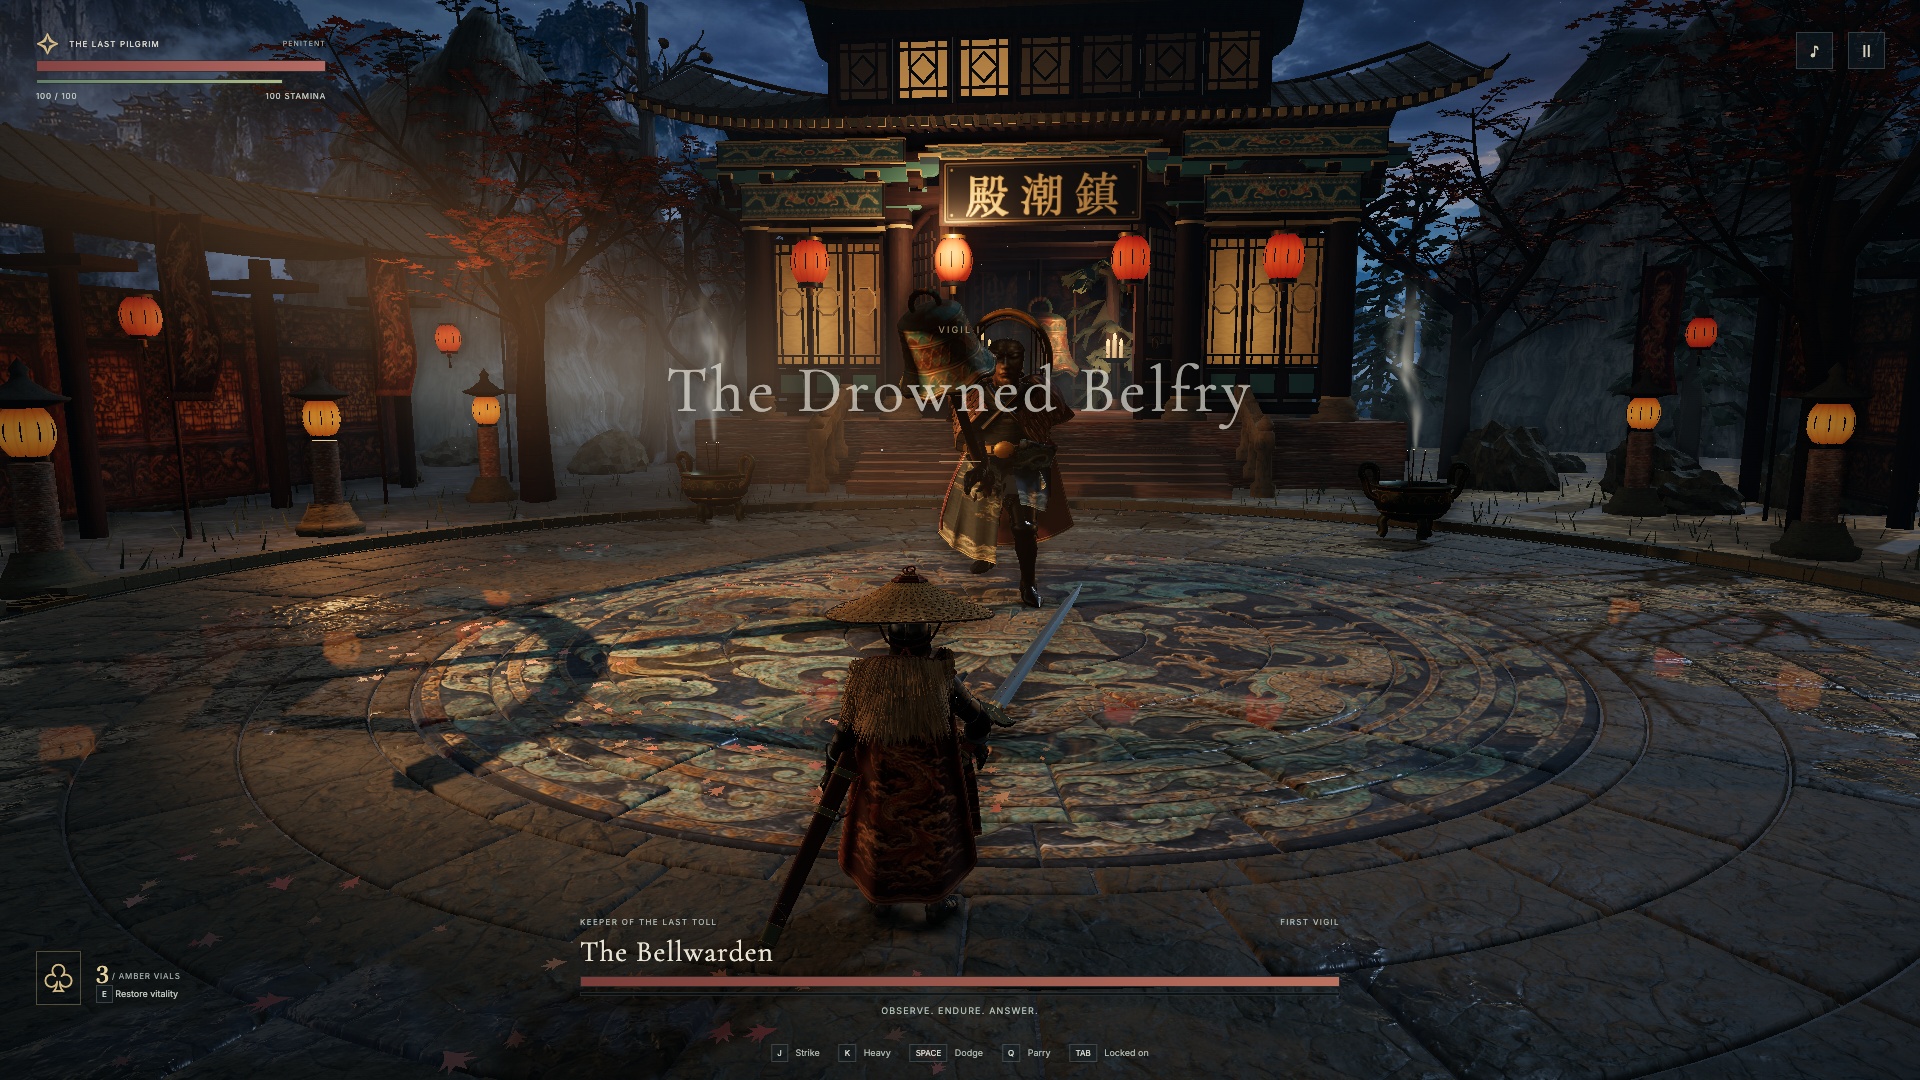 THE LAST PILGRIM
PENITENT
100 / 100
100 STAMINA
殿潮鎮
VIGIL I
The Drowned Belfry
KEEPER OF THE LAST TOLL
FIRST VIGIL
The Bellwarden
3 / AMBER VIALS
E Restore vitality
OBSERVE. ENDURE. ANSWER.
J Strike K Heavy SPACE Dodge Q Parry TAB Locked on